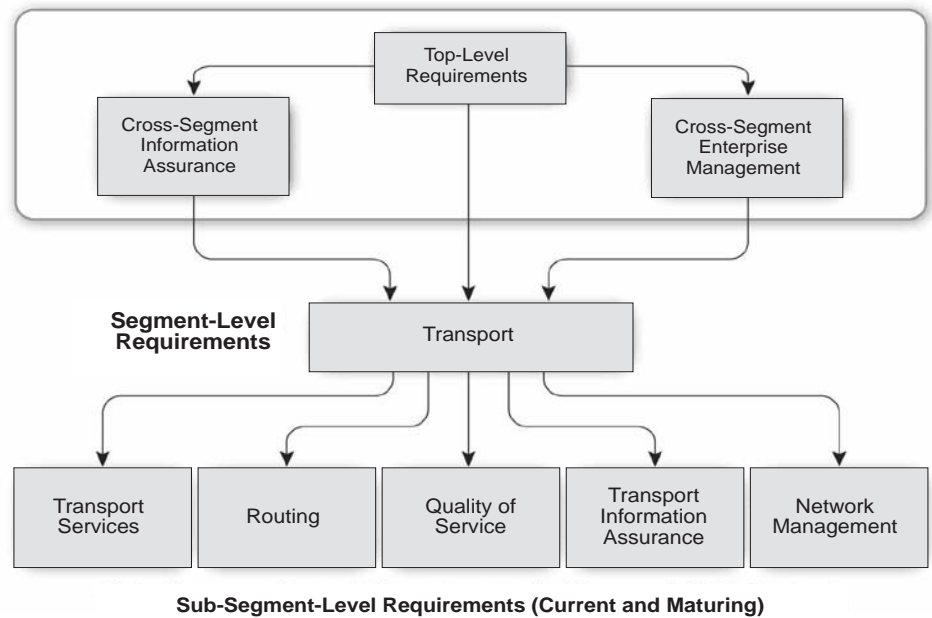 Top-Level
Requirements
Cross-Segment
Information
Assurance
Cross-Segment
Enterprise
Management
Segment-Level
Requirements
Transport
Transport
Services
Routing
Quality of
Service
Transport
Information
Assurance
Network
Management
Sub-Segment-Level Requirements (Current and Maturing)